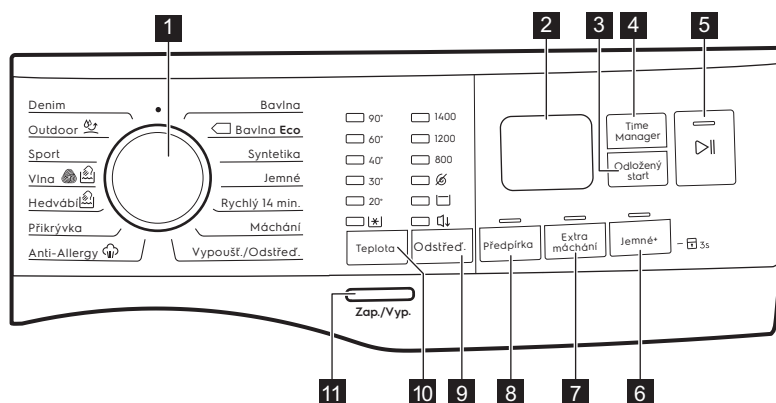 1
2
3
4
5
Denim
Outdoor
Sport
Vlna
Hedvábí
Přikrývka
Anti-Allergy
Bavlna
Bavlna Eco
Syntetika
Jemné
Rychlý 14 min.
Máchání
Vypoušť./Odstřeď.
90°
60°
40°
30°
20°
1400
1200
800
Teplota
Odstřeď.
Time
Manager
Odložený
start
Předpírka
Extra
máchání
Jemné+
3s
Zap./Vyp.
11
10
9
8
7
6